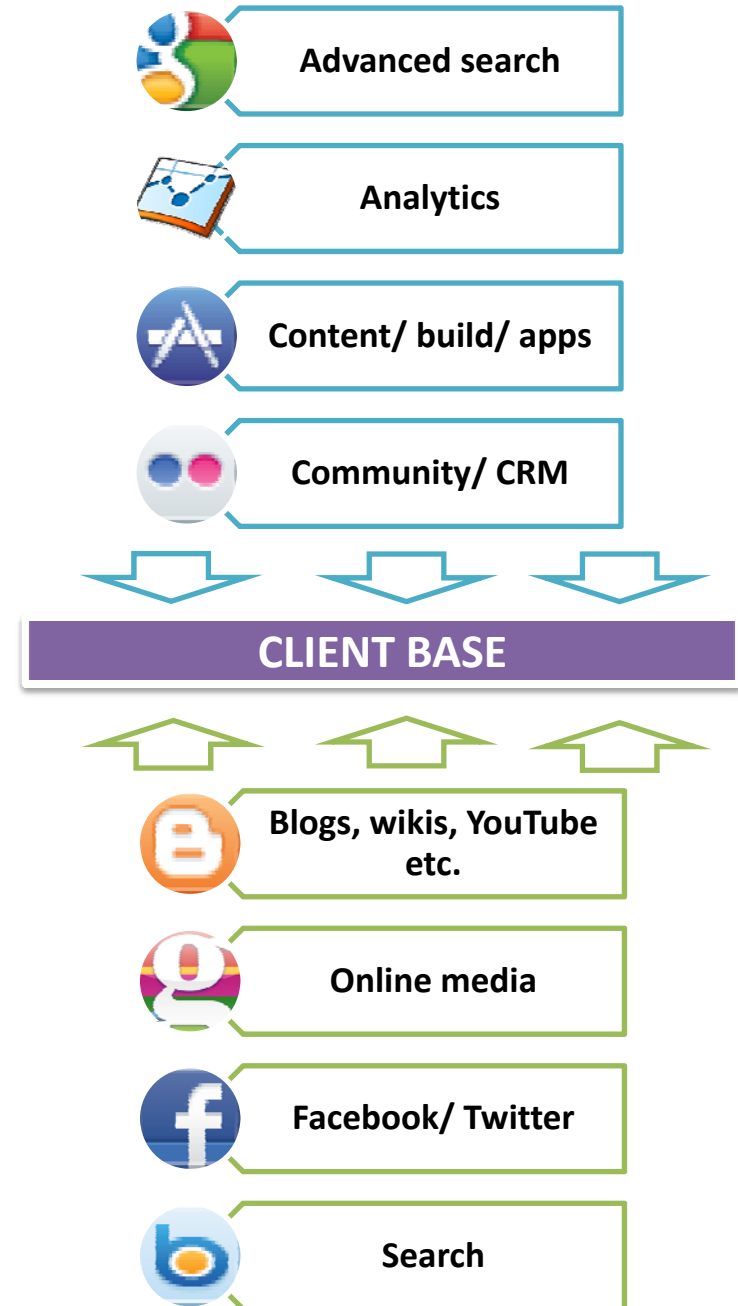 Advanced search
Analytics
Content/ build/ apps
Community/ CRM
CLIENT BASE
Blogs, wikis, YouTube
etc.
Online media
Facebook/ Twitter
Search